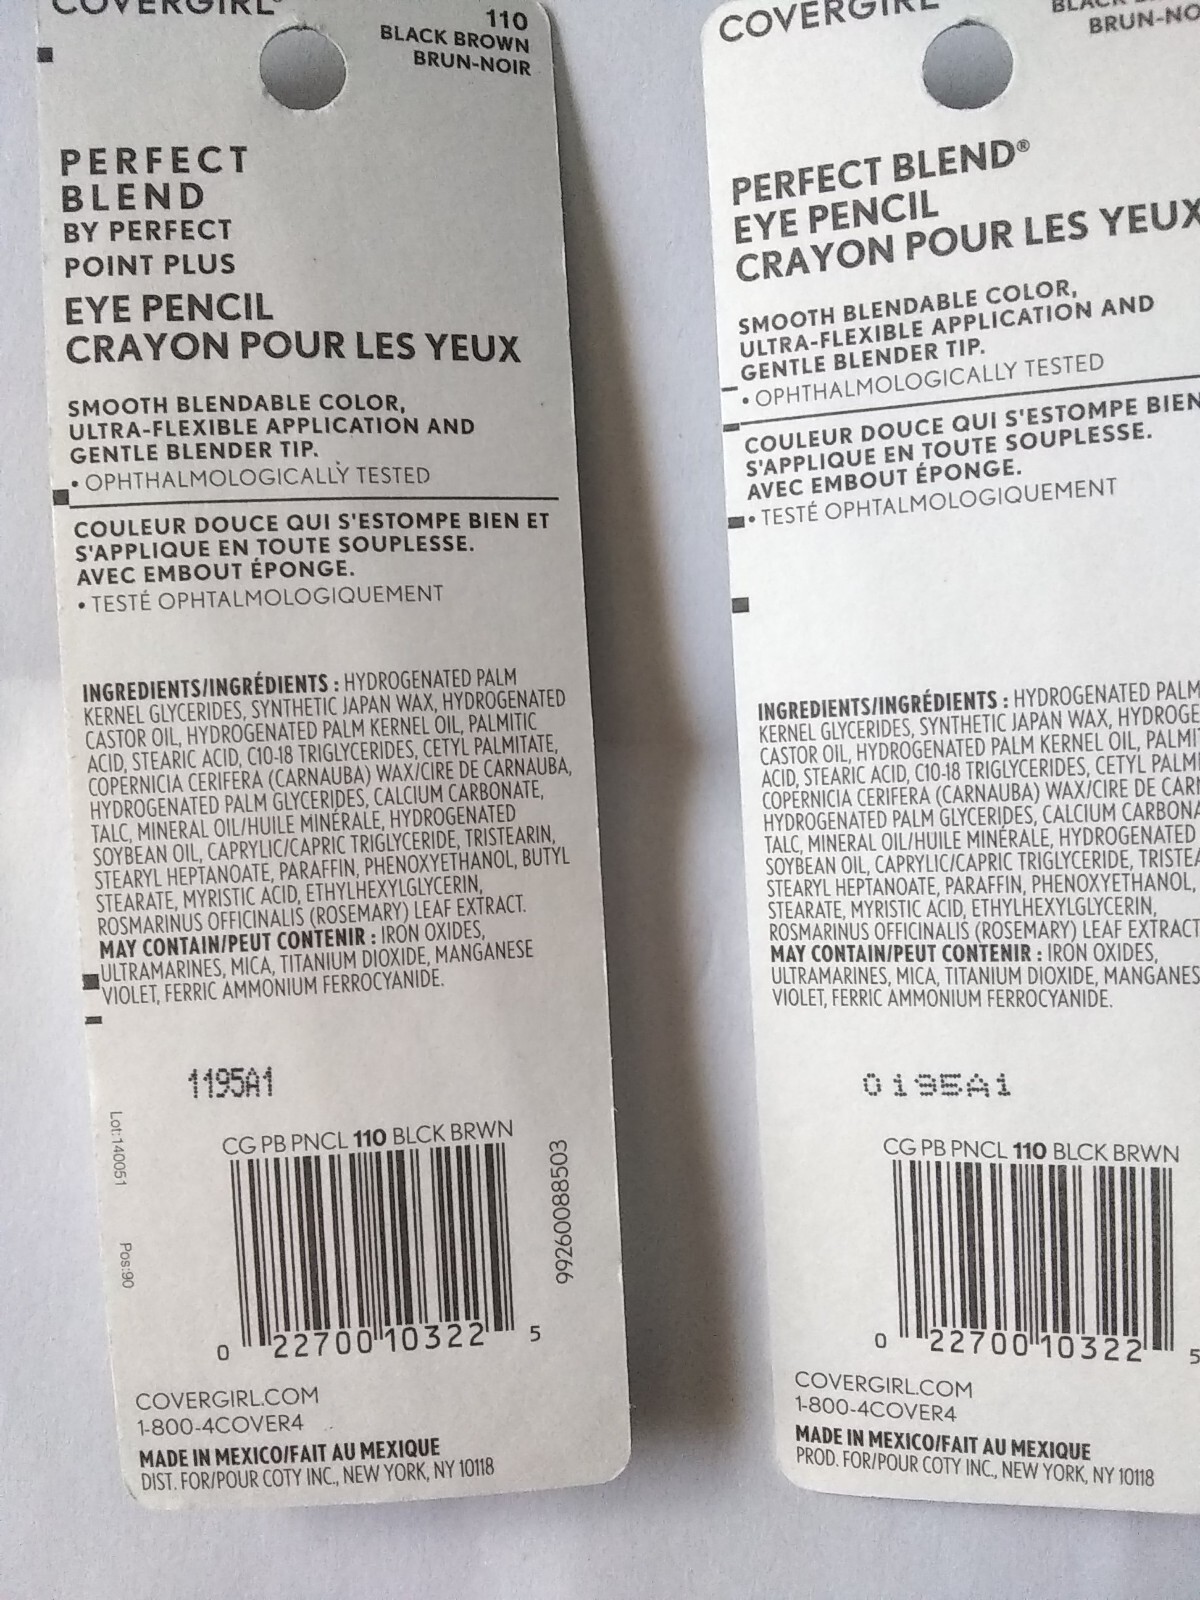 COVERGIRL®
110
BLACK BROWN
BRUN-NOIR
PERFECT
BLEND
BY PERFECT
POINT PLUS
EYE PENCIL
CRAYON POUR LES YEUX
SMOOTH BLENDABLE COLOR,
ULTRA-FLEXIBLE APPLICATION AND
GENTLE BLENDER TIP.
• OPHTHALMOLOGICALLY TESTED
COULEUR DOUCE QUI S'ESTOMPE BIEN ET
S'APPLIQUE EN TOUTE SOUPLESSE.
AVEC EMBOUT ÉPONGE.
• TESTÉ OPHTALMOLOGIQUEMENT
INGREDIENTS/INGRÉDIENTS : HYDROGENATED PALM
KERNEL GLYCERIDES, SYNTHETIC JAPAN WAX, HYDROGENATED
CASTOR OIL, HYDROGENATED PALM KERNEL OIL, PALMITIC
ACID, STEARIC ACID, C10-18 TRIGLYCERIDES, CETYL PALMITATE,
COPERNICIA CERIFERA (CARNAUBA) WAX/CIRE DE CARNAUBA,
HYDROGENATED PALM GLYCERIDES, CALCIUM CARBONATE,
TALC, MINERAL OIL/HUILE MINÉRALE, HYDROGENATED
SOYBEAN OIL, CAPRYLIC/CAPRIC TRIGLYCERIDE, TRISTEARIN,
STEARYL HEPTANOATE, PARAFFIN, PHENOXYETHANOL, BUTYL
STEARATE, MYRISTIC ACID, ETHYLHEXYLGLYCERIN,
ROSMARINUS OFFICINALIS (ROSEMARY) LEAF EXTRACT.
MAY CONTAIN/PEUT CONTENIR : IRON OXIDES,
ULTRAMARINES, MICA, TITANIUM DIOXIDE, MANGANESE
VIOLET, FERRIC AMMONIUM FERROCYANIDE.
1195A1
Lot:140051
Pos:90
CG PB PNCL 110 BLCK BRWN
99260088503
0 22700 10322 5
COVERGIRL.COM
1-800-4COVER4
MADE IN MEXICO/FAIT AU MEXIQUE
DIST. FOR/POUR COTY INC., NEW YORK, NY 10118
COVERGIRL
BRUN-NO
PERFECT BLEND®
EYE PENCIL
CRAYON POUR LES YEUX
SMOOTH BLENDABLE COLOR,
ULTRA-FLEXIBLE APPLICATION AND
GENTLE BLENDER TIP.
• OPHTHALMOLOGICALLY TESTED
COULEUR DOUCE QUI S'ESTOMPE BIEN
S'APPLIQUE EN TOUTE SOUPLESSE.
AVEC EMBOUT ÉPONGE.
• TESTÉ OPHTALMOLOGIQUEMENT
INGREDIENTS/INGRÉDIENTS : HYDROGENATED PALM
KERNEL GLYCERIDES, SYNTHETIC JAPAN WAX, HYDROGE
CASTOR OIL, HYDROGENATED PALM KERNEL OIL, PALMI
ACID, STEARIC ACID, C10-18 TRIGLYCERIDES, CETYL PALMI
COPERNICIA CERIFERA (CARNAUBA) WAX/CIRE DE CARN
HYDROGENATED PALM GLYCERIDES, CALCIUM CARBONA
TALC, MINERAL OIL/HUILE MINÉRALE, HYDROGENATED
SOYBEAN OIL, CAPRYLIC/CAPRIC TRIGLYCERIDE, TRISTEA
STEARYL HEPTANOATE, PARAFFIN, PHENOXYETHANOL,
STEARATE, MYRISTIC ACID, ETHYLHEXYLGLYCERIN,
ROSMARINUS OFFICINALIS (ROSEMARY) LEAF EXTRACT
MAY CONTAIN/PEUT CONTENIR : IRON OXIDES,
ULTRAMARINES, MICA, TITANIUM DIOXIDE, MANGANES
VIOLET, FERRIC AMMONIUM FERROCYANIDE.
0195A1
CG PB PNCL 110 BLCK BRWN
0 22700 10322 5
COVERGIRL.COM
1-800-4COVER4
MADE IN MEXICO/FAIT AU MEXIQUE
PROD. FOR/POUR COTY INC., NEW YORK, NY 10118